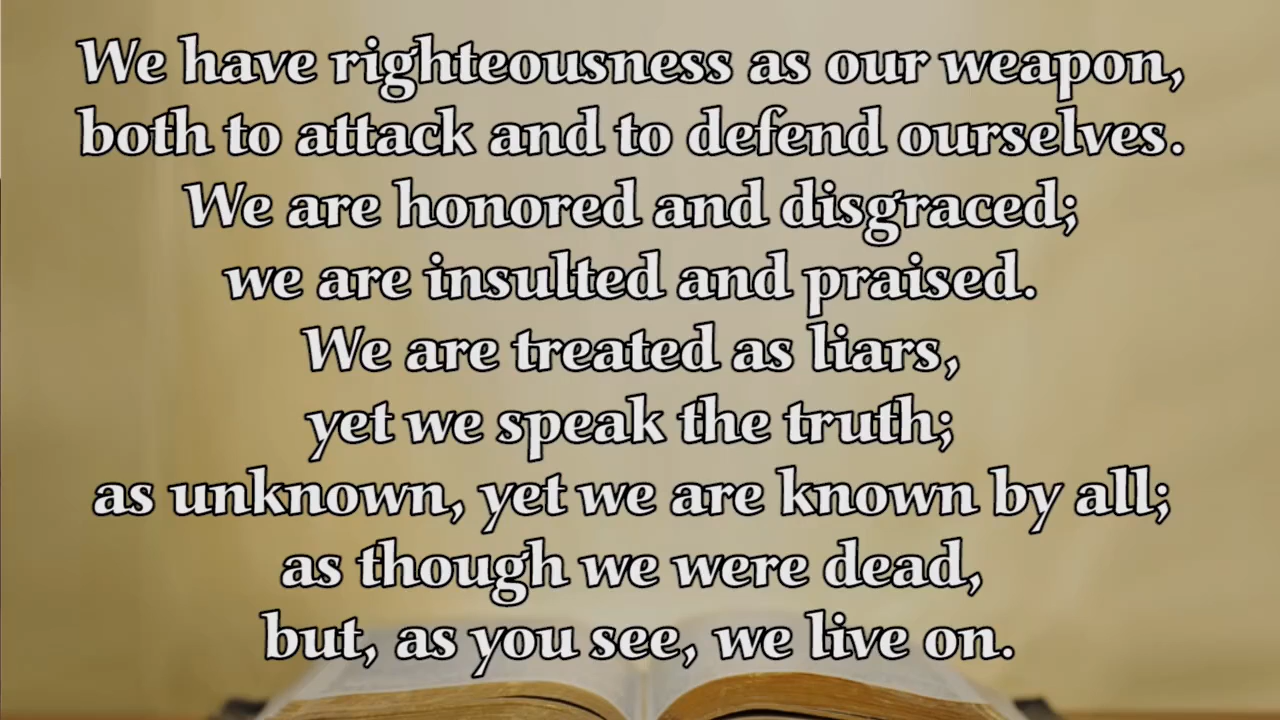 We have righteousness as our weapon,
both to attack and to defend ourselves.
We are honored and disgraced;
we are insulted and praised.
We are treated as liars,
yet we speak the truth;
as unknown, yet we are known by all;
as though we were dead,
but, as you see, we live on.